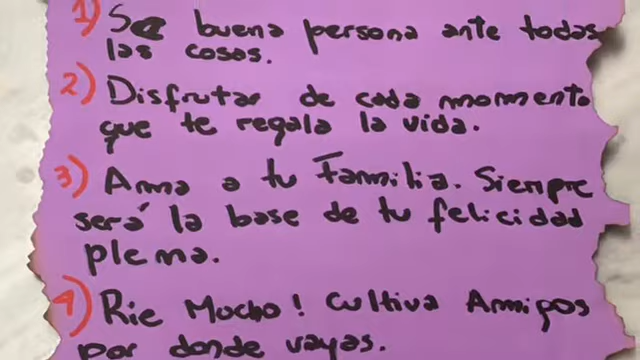 1) Se buena persona ante todas
las cosas.
2) Disfrutar de cada momento
que te regala la vida.
3) Ama a tu Familia. Siempre
será la base de tu felicidad
plena.
4) Rie Mucho! Cultiva Amigos
por donde vayas.